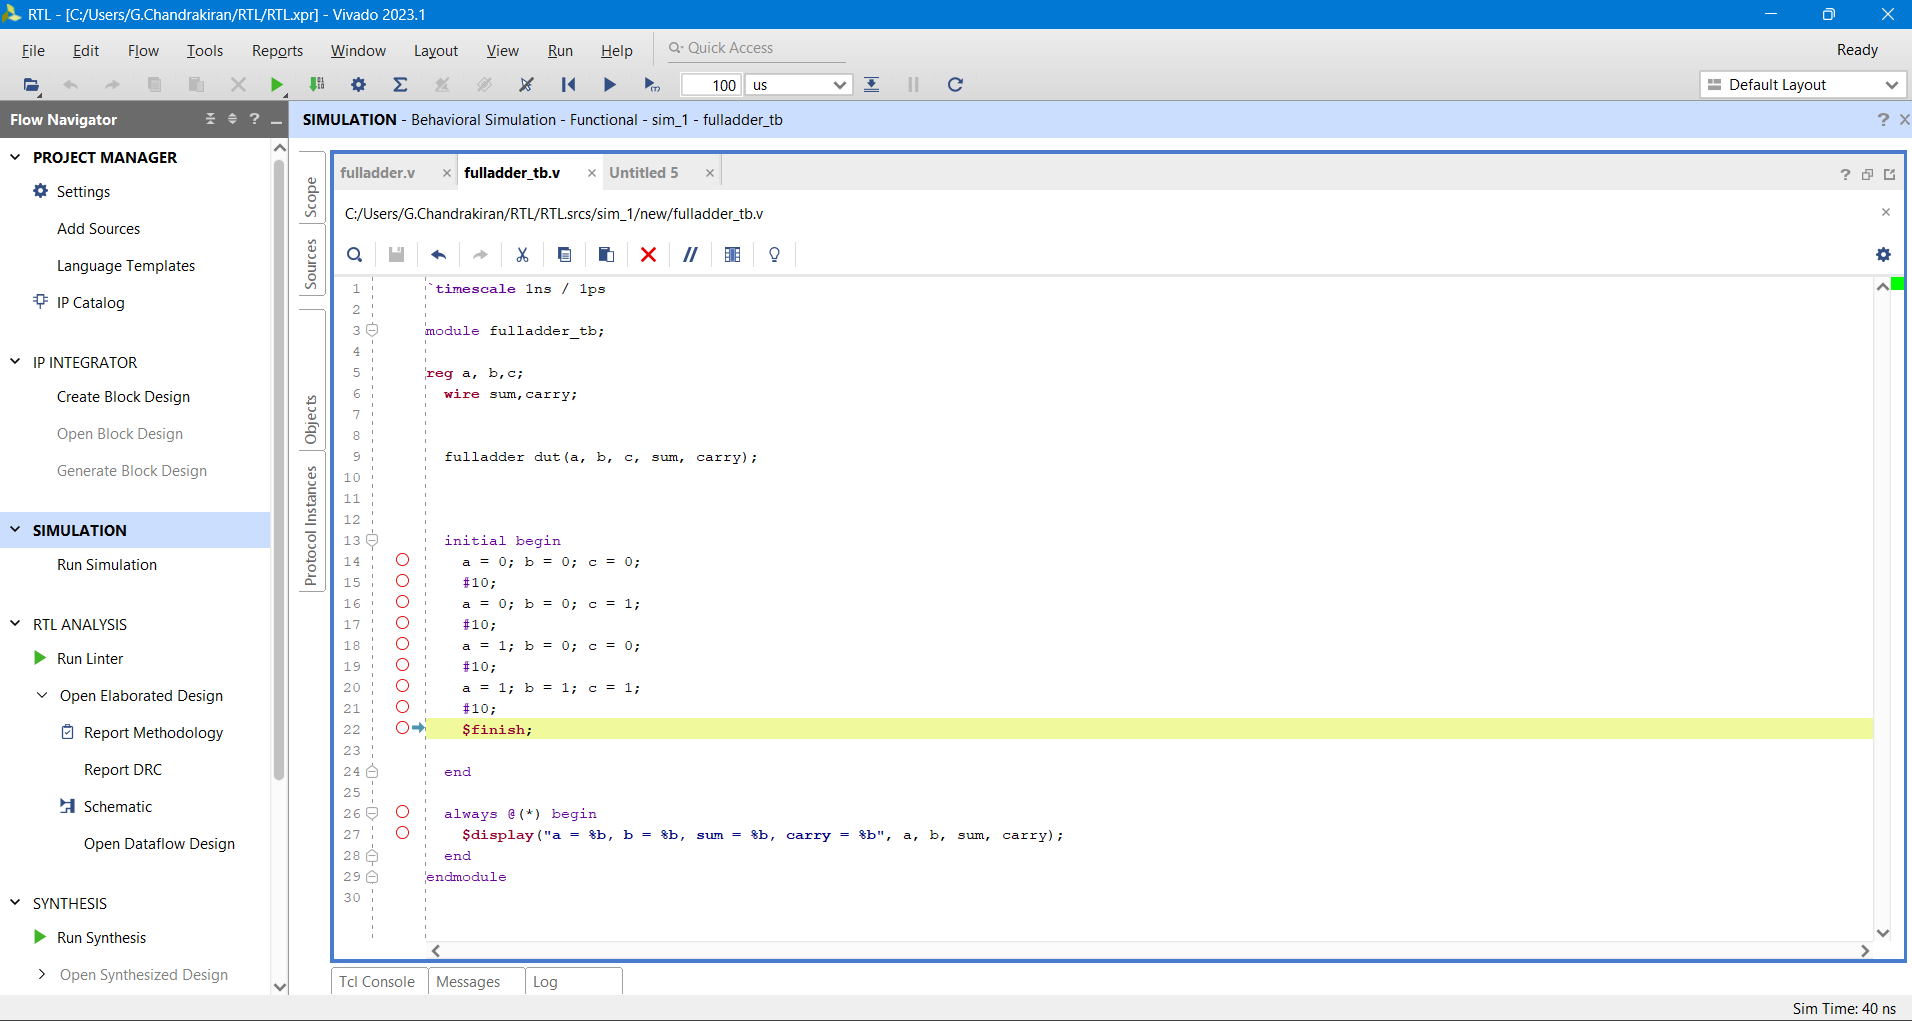 RTL - [C:/Users/G.Chandrakiran/RTL/RTL.xpr] - Vivado 2023.1
File Edit Flow Tools Reports Window Layout View Run Help Quick Access Ready
100 us Default Layout
Flow Navigator ? SIMULATION - Behavioral Simulation - Functional - sim_1 - fulladder_tb ?
PROJECT MANAGER
Settings
Add Sources
Language Templates
IP Catalog
IP INTEGRATOR
Create Block Design
Open Block Design
Generate Block Design
SIMULATION
Run Simulation
RTL ANALYSIS
Run Linter
Open Elaborated Design
Report Methodology
Report DRC
Schematic
Open Dataflow Design
SYNTHESIS
Run Synthesis
Open Synthesized Design
Scope
Sources
Objects
Protocol Instances
fulladder.v fulladder_tb.v Untitled 5 ?
C:/Users/G.Chandrakiran/RTL/RTL.srcs/sim_1/new/fulladder_tb.v
1 `timescale 1ns / 1ps
2
3 module fulladder_tb;
4
5 reg a, b,c;
6 wire sum,carry;
7
8
9 fulladder dut(a, b, c, sum, carry);
10
11
12
13 initial begin
14 a = 0; b = 0; c = 0;
15 #10;
16 a = 0; b = 0; c = 1;
17 #10;
18 a = 1; b = 0; c = 0;
19 #10;
20 a = 1; b = 1; c = 1;
21 #10;
22 $finish;
23
24 end
25
26 always @(*) begin
27 $display("a = %b, b = %b, sum = %b, carry = %b", a, b, sum, carry);
28 end
29 endmodule
30
Tcl Console Messages Log
Sim Time: 40 ns